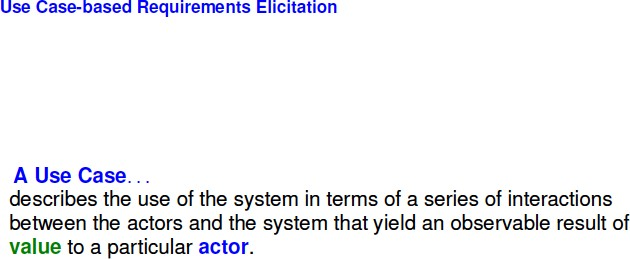 Use Case-based Requirements Elicitation
A Use Case...
describes the use of the system in terms of a series of interactions
between the actors and the system that yield an observable result of
value to a particular actor.